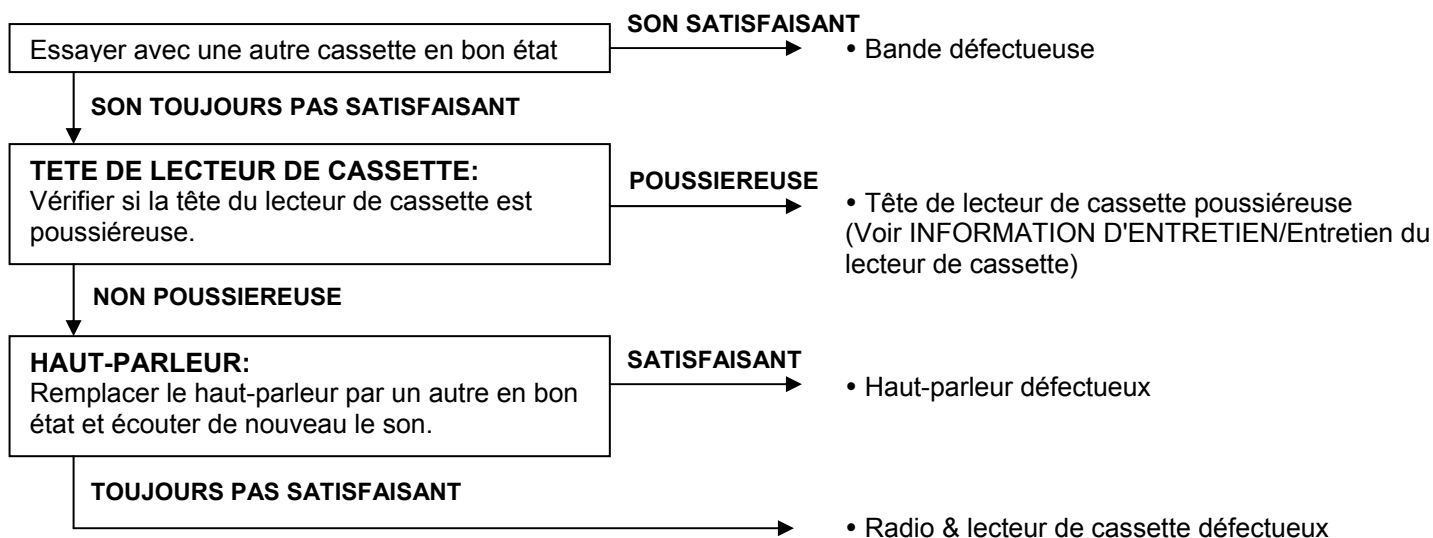 SON SATISFAISANT
Essayer avec une autre cassette en bon état
• Bande défectueuse
SON TOUJOURS PAS SATISFAISANT
TETE DE LECTEUR DE CASSETTE:
Vérifier si la tête du lecteur de cassette est
poussiéreuse.
POUSSIEREUSE
• Tête de lecteur de cassette poussiéreuse
(Voir INFORMATION D'ENTRETIEN/Entretien du
lecteur de cassette)
NON POUSSIEREUSE
HAUT-PARLEUR:
Remplacer le haut-parleur par un autre en bon
état et écouter de nouveau le son.
SATISFAISANT
• Haut-parleur défectueux
TOUJOURS PAS SATISFAISANT
• Radio & lecteur de cassette défectueux